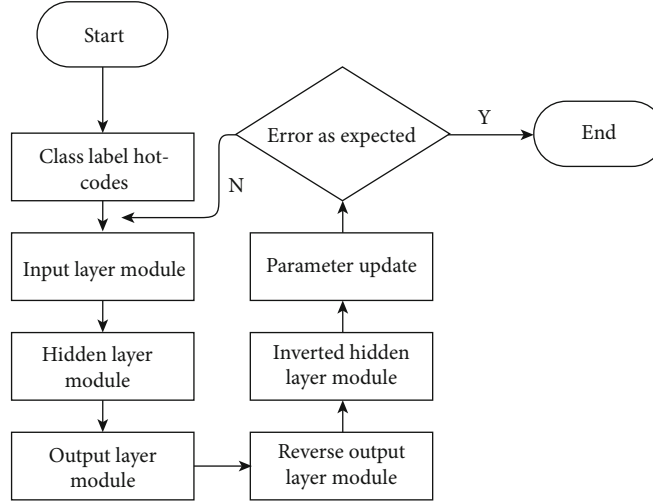 Start
Class label hot-
codes
Input layer module
Hidden layer
module
Output layer
module
Reverse output
layer module
Inverted hidden
layer module
Parameter update
Error as expected
N
Y
End